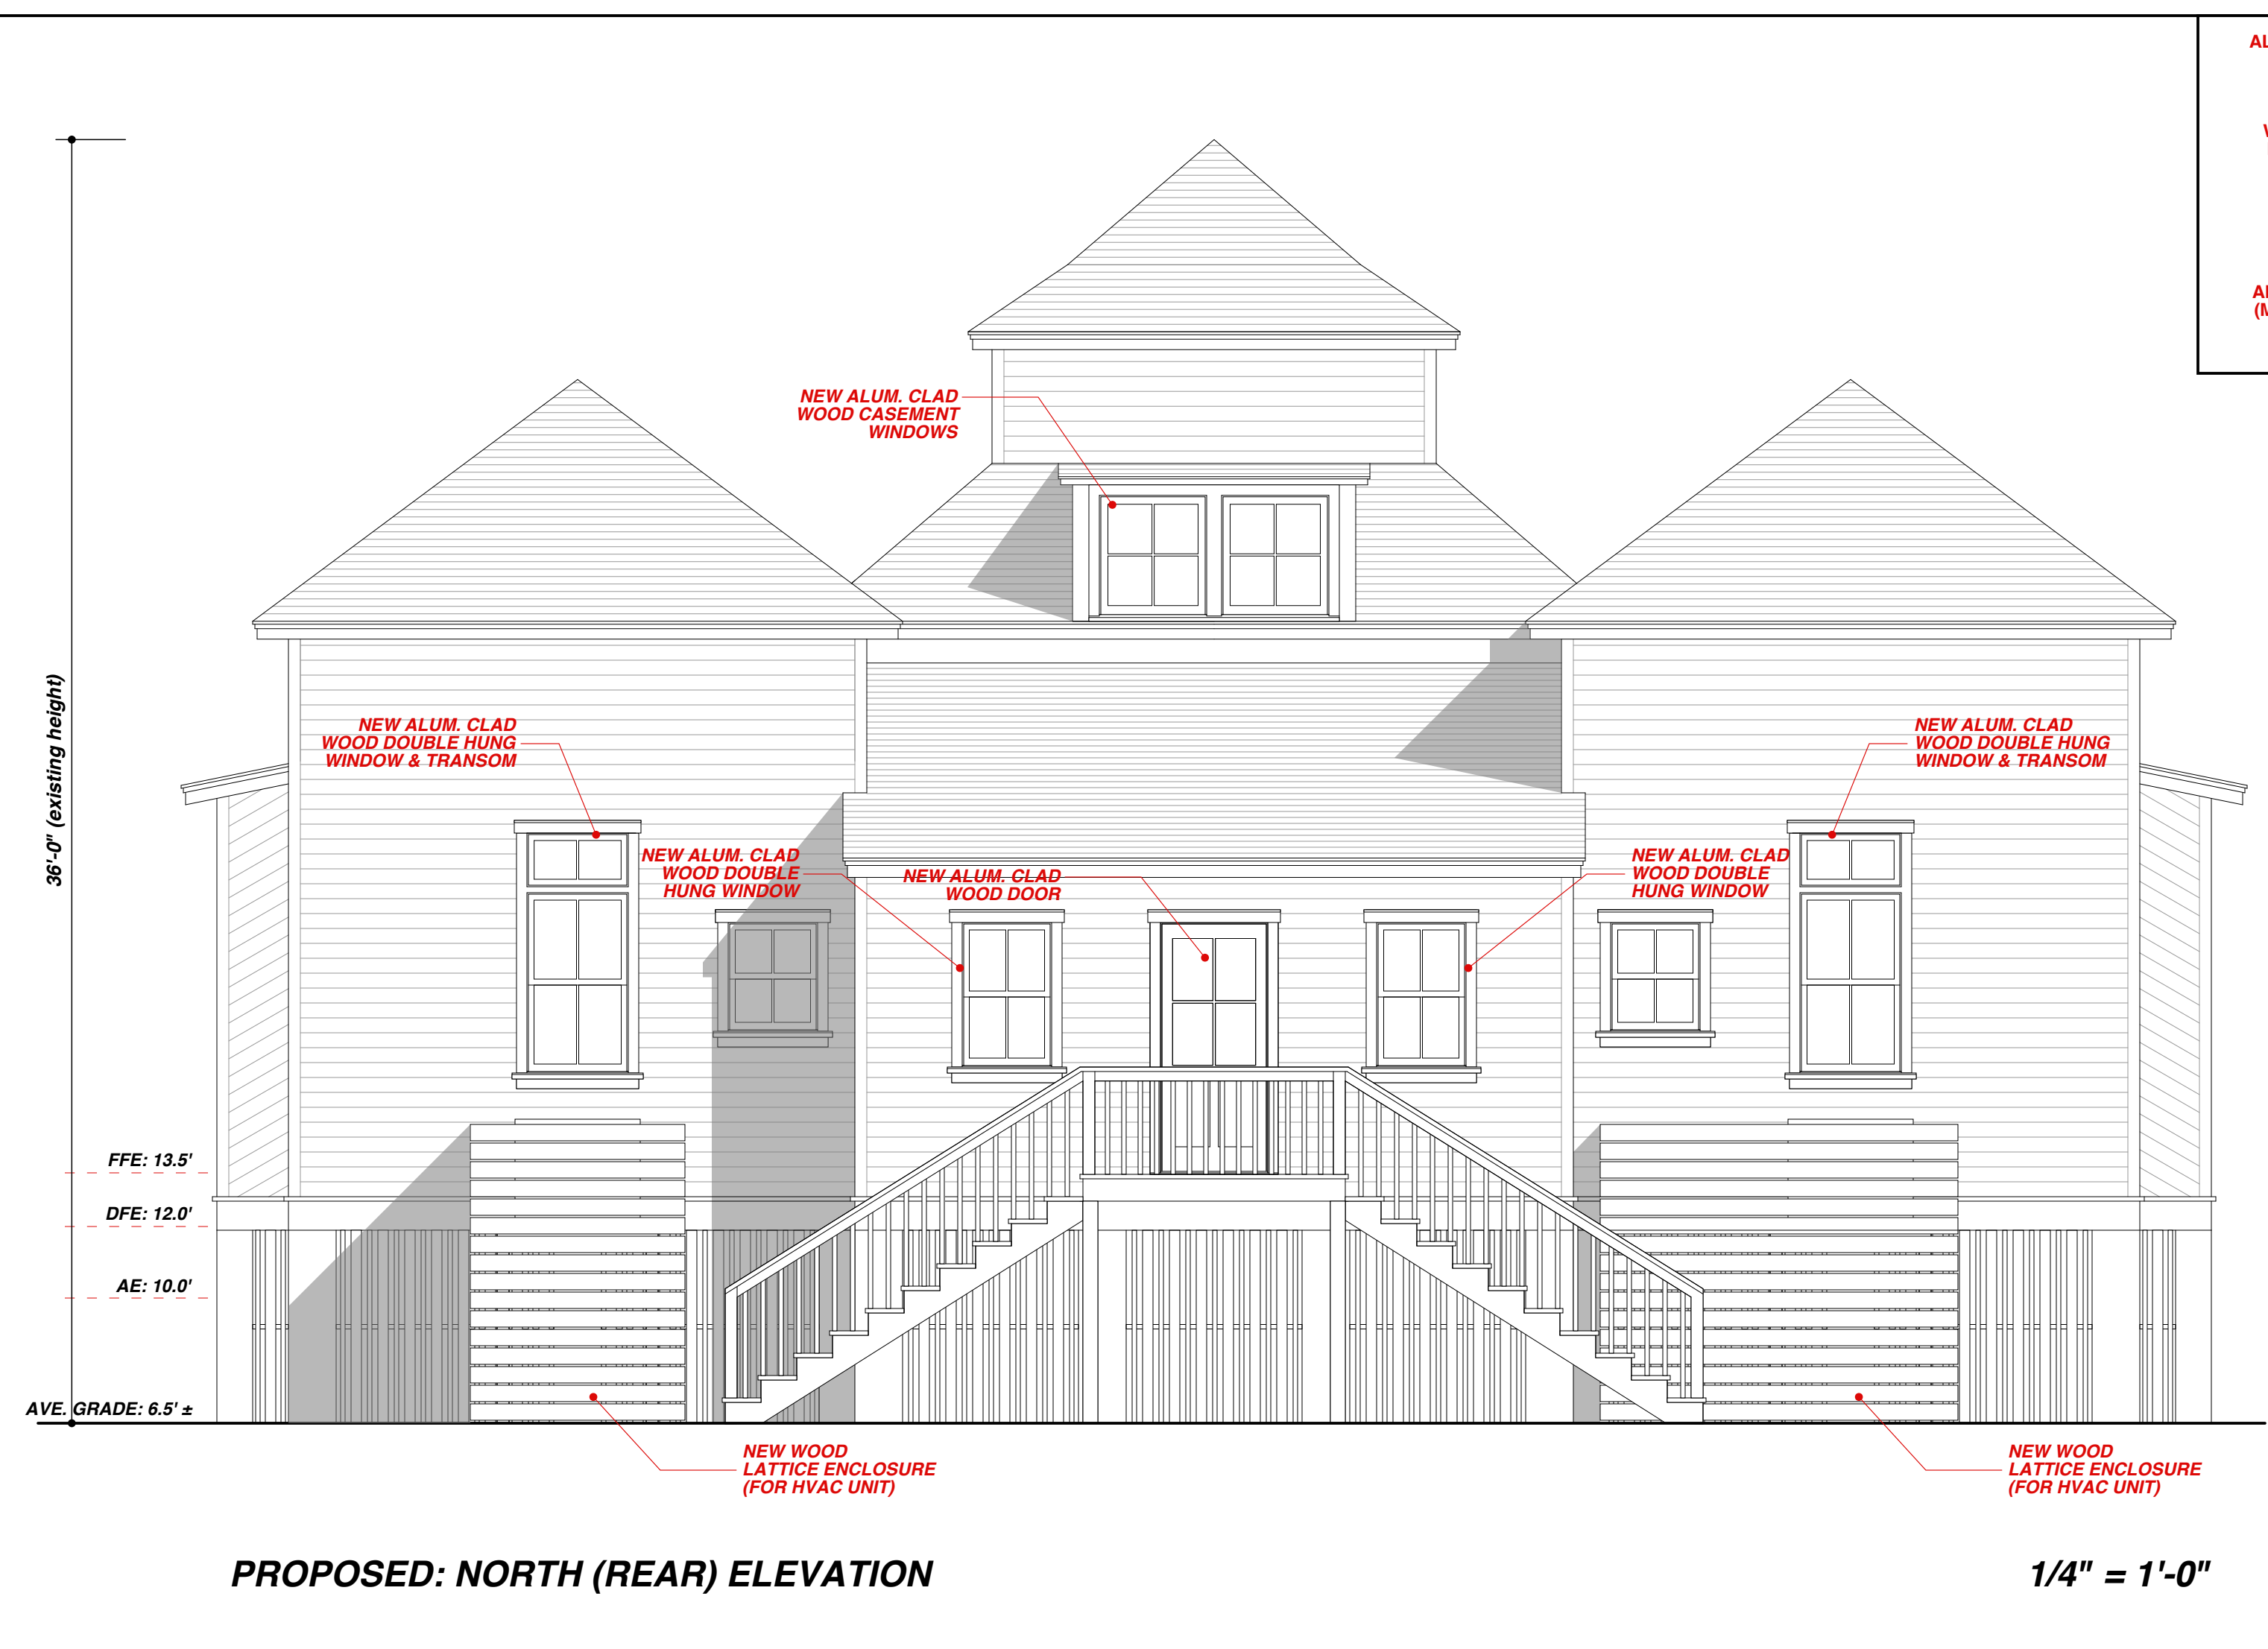 NEW ALUM. CLAD
WOOD CASEMENT
WINDOWS
36'-0" (existing height)
NEW ALUM. CLAD
WOOD DOUBLE HUNG
WINDOW & TRANSOM
NEW ALUM. CLAD
WOOD DOUBLE HUNG
WINDOW & TRANSOM
NEW ALUM. CLAD
WOOD DOUBLE
HUNG WINDOW
NEW ALUM. CLAD
WOOD DOOR
NEW ALUM. CLAD
WOOD DOUBLE
HUNG WINDOW
FFE: 13.5'
DFE: 12.0'
AE: 10.0'
AVE. GRADE: 6.5' ±
NEW WOOD
LATTICE ENCLOSURE
(FOR HVAC UNIT)
NEW WOOD
LATTICE ENCLOSURE
(FOR HVAC UNIT)
PROPOSED: NORTH (REAR) ELEVATION
1/4" = 1'-0"